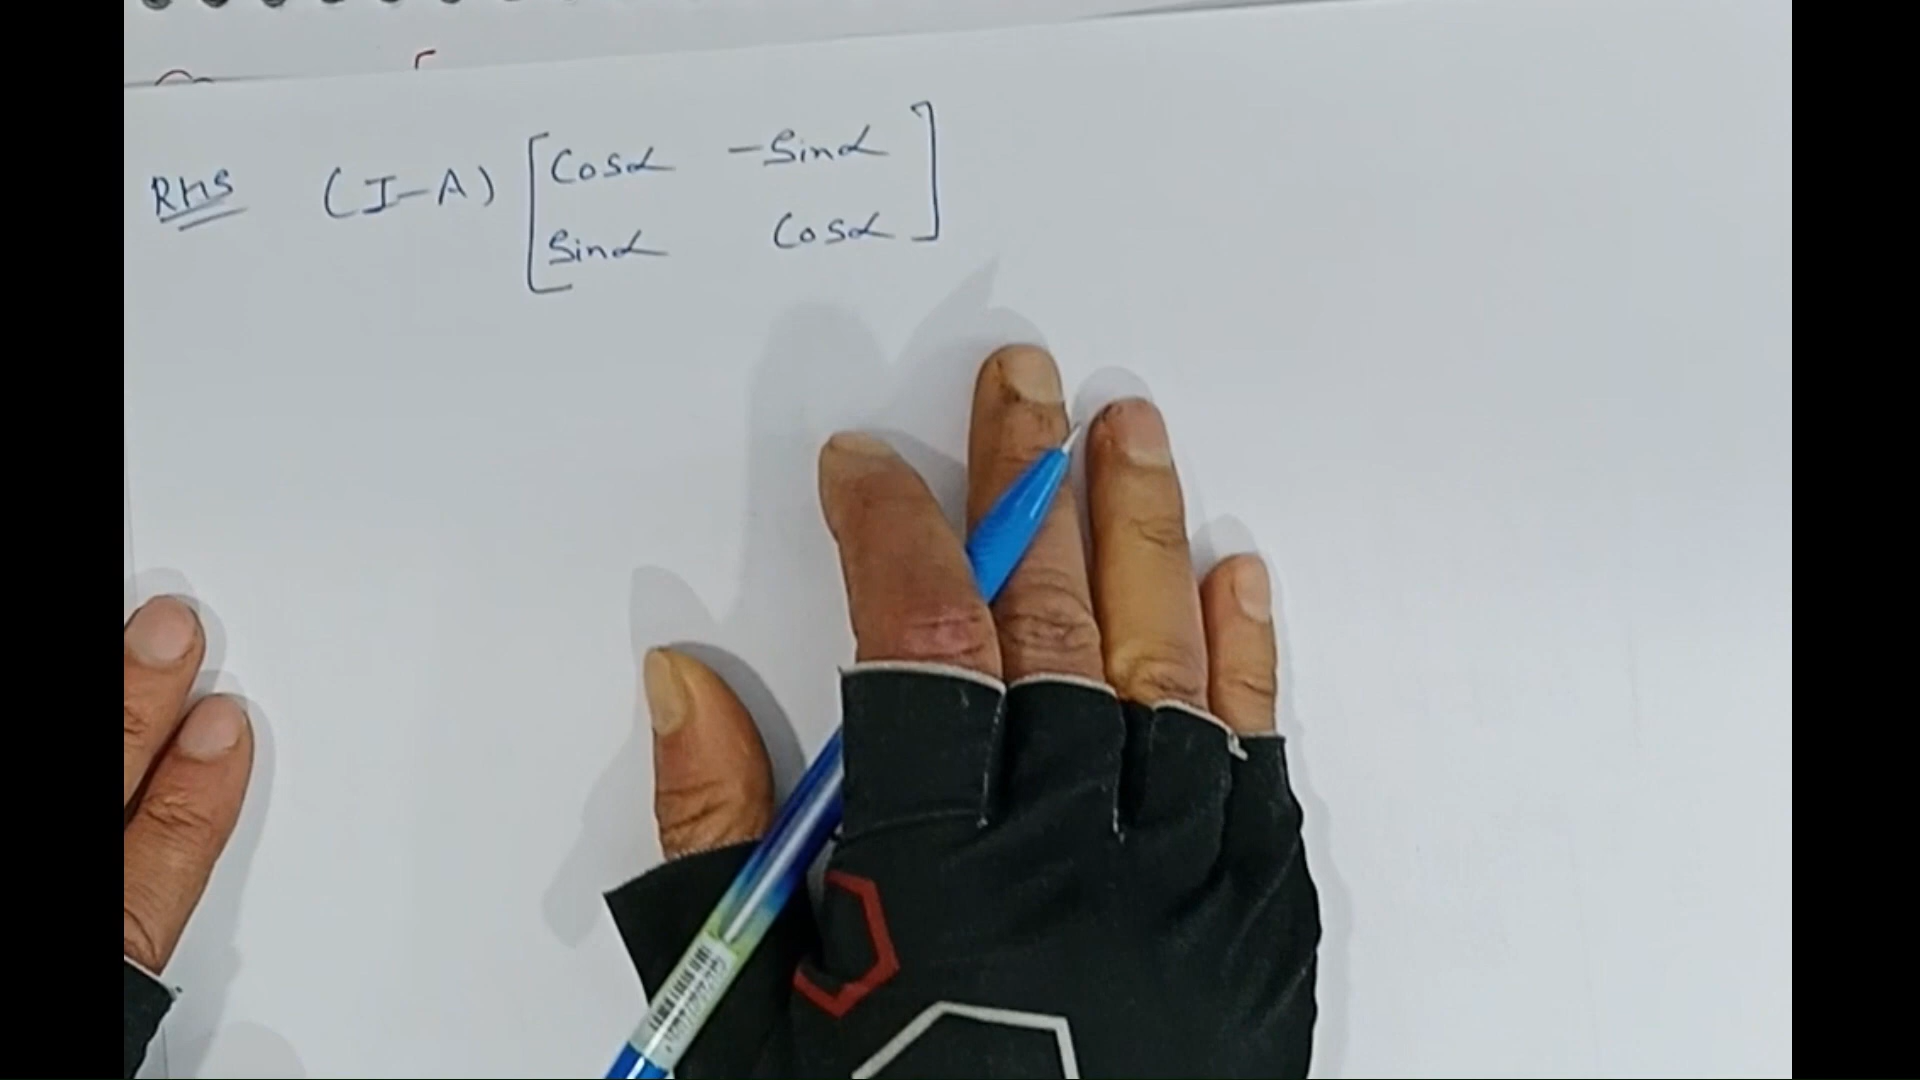 RHS (I-A) [Cosα -Sinα
Sinα Cosα]